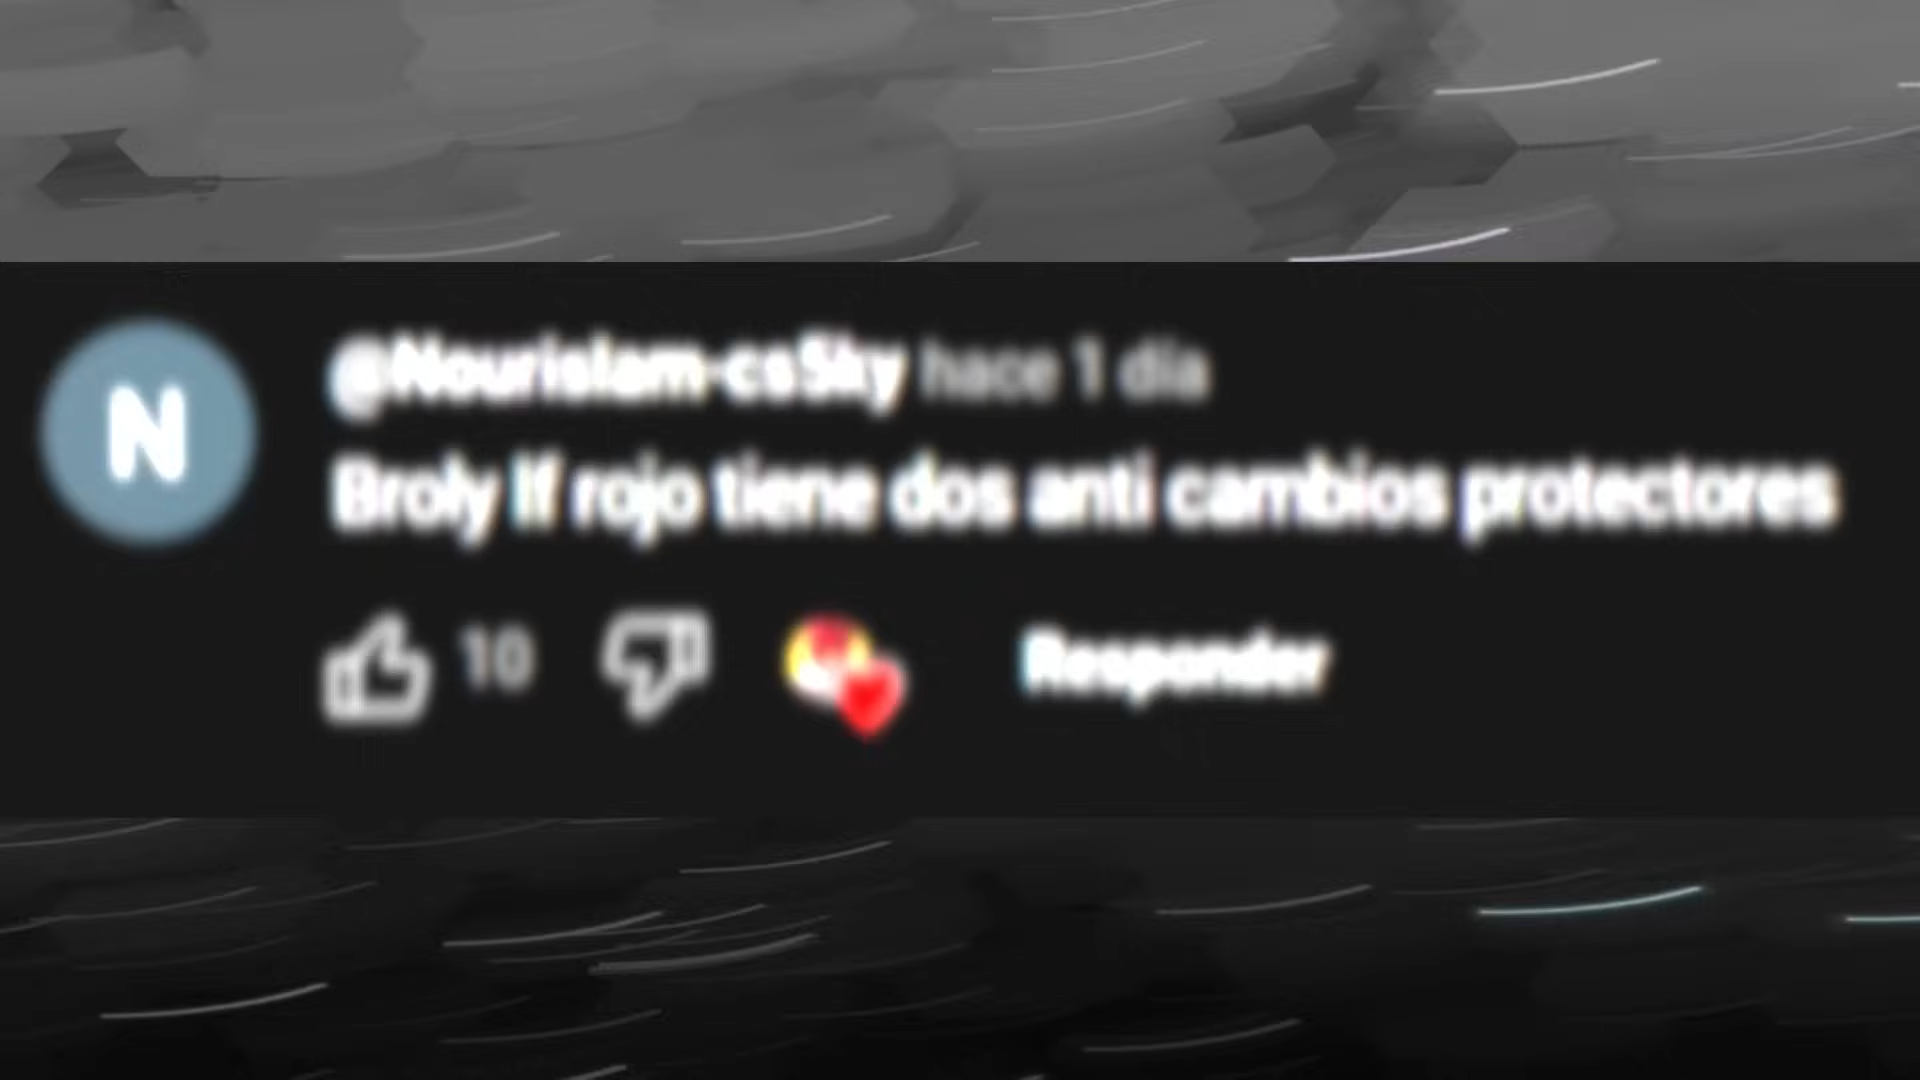 N
@Nourislam-cs5ky hace 1 día
Broly lf rojo tiene dos anti cambios protectores
10
Responder